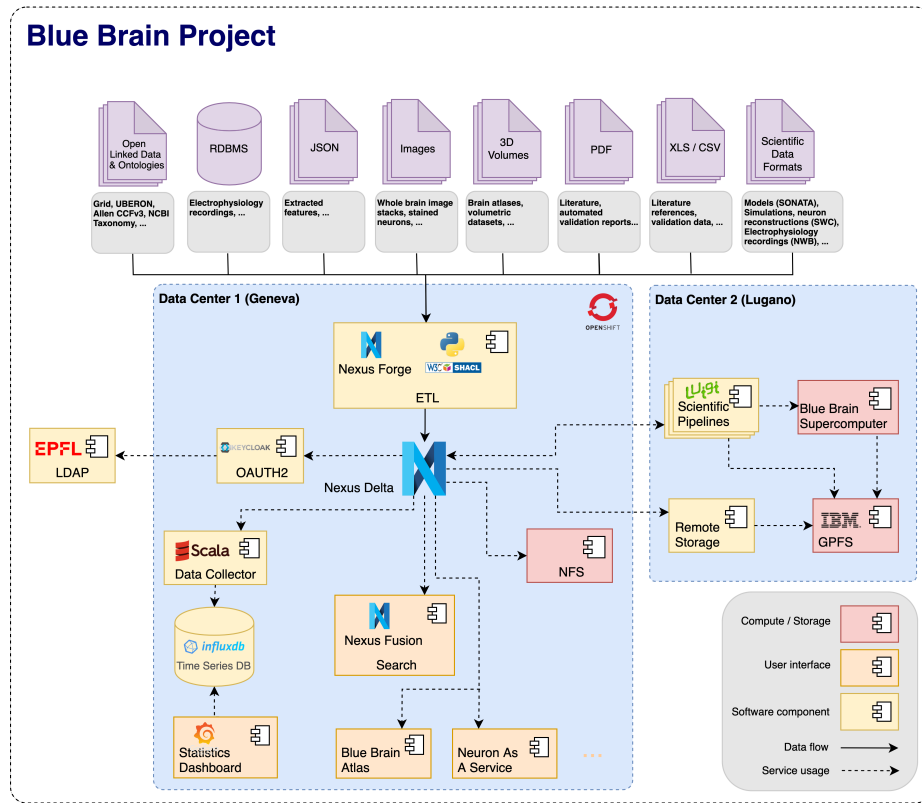 Blue Brain Project
Open
Linked Data
& Ontologies
RDBMS
JSON
Images
3D
Volumes
PDF
XLS / CSV
Scientific
Data
Formats
Grid, UBERON,
Allen CCFv3, NCBI
Taxonomy, ...
Electrophysiology
recordings, ...
Extracted
features, ...
Whole brain image
stacks, stained
neurons, ...
Brain atlases,
volumetric
datasets, ...
Literature,
automated
validation reports...
Literature
references,
validation data, ...
Models (SONATA),
Simulations, neuron
reconstructions (SWC),
Electrophysiology
recordings (NWB), ...
Data Center 1 (Geneva)
OPENSHIFT
Data Center 2 (Lugano)
Nexus Forge
W3C SHACL
ETL
Luigi
Scientific
Pipelines
Blue Brain
Supercomputer
EPFL
LDAP
KEYCLOAK
OAUTH2
Nexus Delta
Remote
Storage
IBM
GPFS
Scala
Data Collector
NFS
influxdb
Time Series DB
Nexus Fusion
Search
Statistics
Dashboard
Blue Brain
Atlas
Neuron As
A Service
...
Compute / Storage
User interface
Software component
Data flow
Service usage